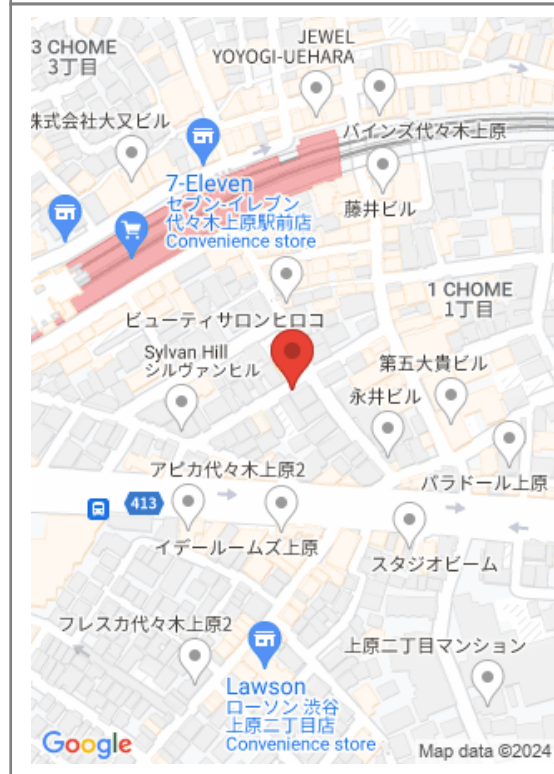 3 CHOME
3丁目
JEWEL
YOYOGI-UEHARA
株式会社大又ビル
パインズ代々木上原
7-Eleven
セブン-イレブン
代々木上原駅前店
Convenience store
藤井ビル
1 CHOME
1丁目
ビューティサロンヒロコ
Sylvan Hill
シルヴァンヒル
第五大貴ビル
永井ビル
アピカ代々木上原2
パラドール上原
413
イデールームズ上原
スタジオビーム
フレスカ代々木上原2
上原二丁目マンション
Lawson
ローソン 渋谷
上原二丁目店
Convenience store
Google
Map data ©2024